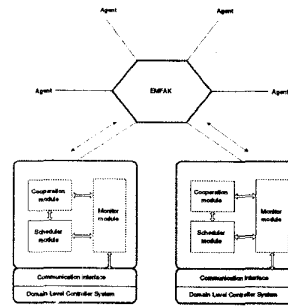 Agent
Agent
Agent
EMFAK
Agent
Cooperation
module
Monitor
module
Scheduler
module
Communication interface
Domain Level Controller System
Cooperation
module
Monitor
module
Scheduler
module
Communication interface
Domain Level Controller System